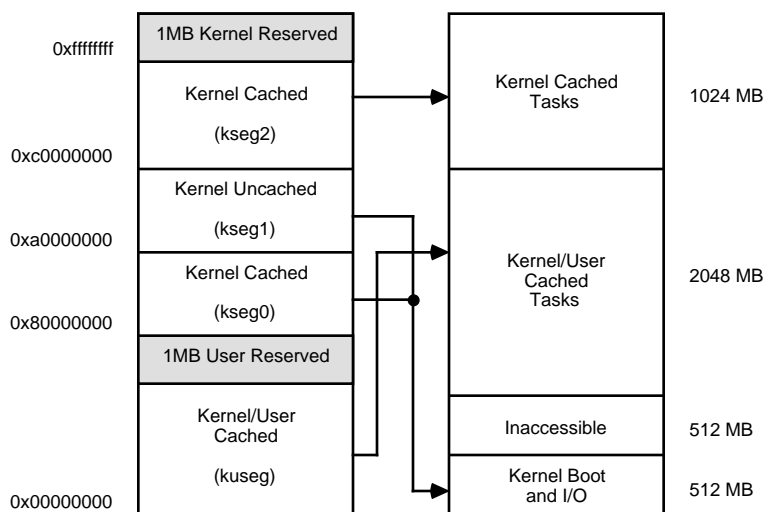 0xffffffff
1MB Kernel Reserved
Kernel Cached
(kseg2)
0xc0000000
Kernel Uncached
(kseg1)
0xa0000000
Kernel Cached
(kseg0)
0x80000000
1MB User Reserved
Kernel/User
Cached
(kuseg)
0x00000000
Kernel Cached
Tasks
1024 MB
Kernel/User
Cached
Tasks
2048 MB
Inaccessible
512 MB
Kernel Boot
and I/O
512 MB